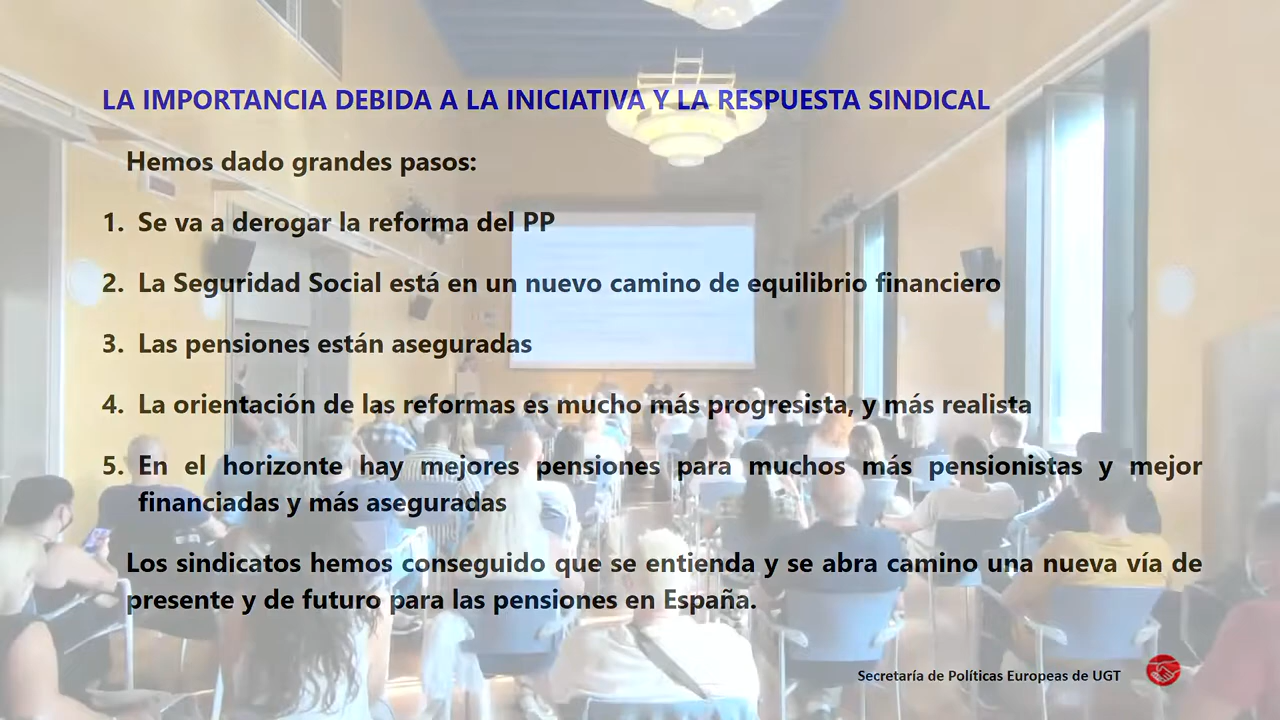 LA IMPORTANCIA DEBIDA A LA INICIATIVA Y LA RESPUESTA SINDICAL
Hemos dado grandes pasos:
1. Se va a derogar la reforma del PP
2. La Seguridad Social está en un nuevo camino de equilibrio financiero
3. Las pensiones están aseguradas
4. La orientación de las reformas es mucho más progresista, y más realista
5. En el horizonte hay mejores pensiones para muchos más pensionistas y mejor
financiadas y más aseguradas
Los sindicatos hemos conseguido que se entienda y se abra camino una nueva vía de
presente y de futuro para las pensiones en España.
Secretaría de Políticas Europeas de UGT